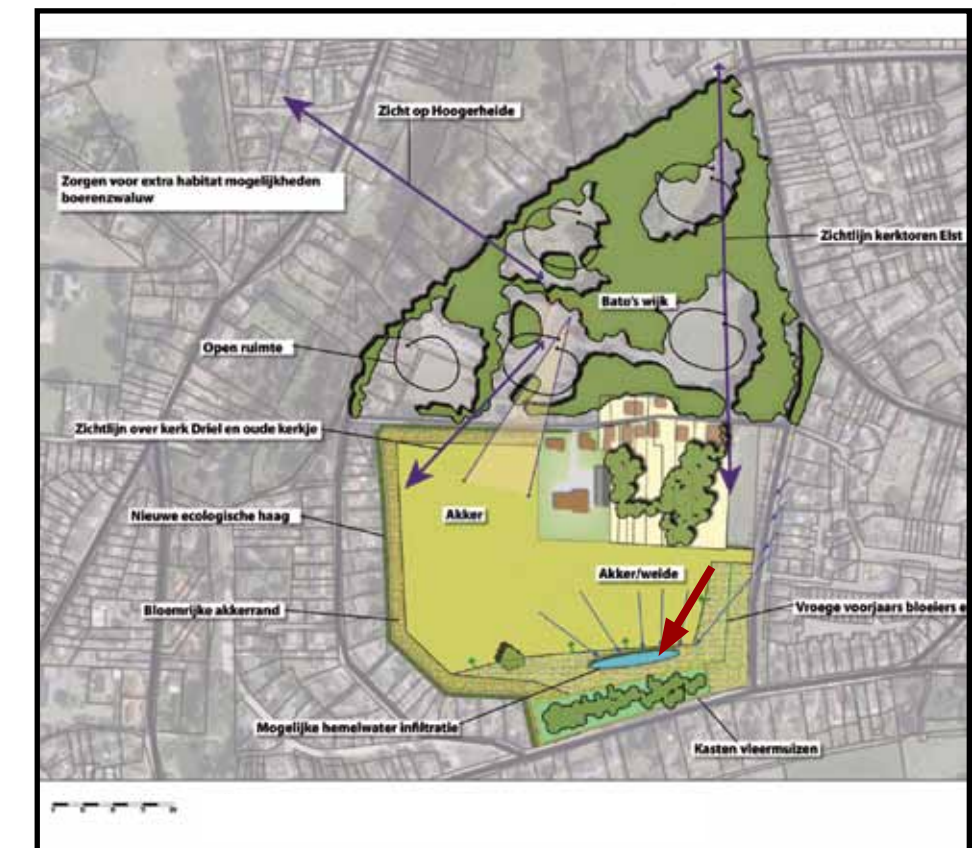 Zicht op Hoogerheide
Zorgen voor extra habitat mogelijkheden
boerenzwaluw
Zichtlijn kerktoren Elst
Bato's wijk
Open ruimte
Zichtlijn over kerk Driel en oude kerkje
Akker
Nieuwe ecologische haag
Akker/weide
Bloemrijke akkerrand
Vroege voorjaars bloeiers e
Mogelijke hemelwater infiltratie
Kasten vleermuizen